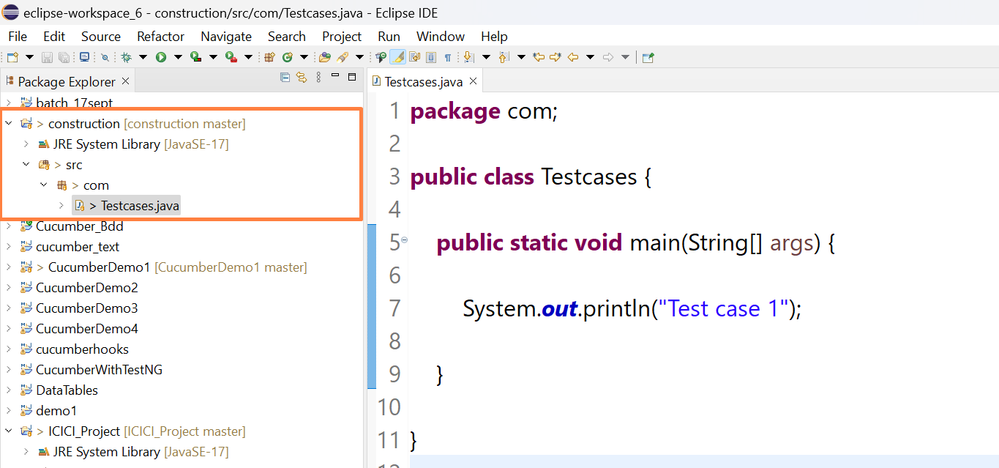 eclipse-workspace_6 - construction/src/com/Testcases.java - Eclipse IDE
File Edit Source Refactor Navigate Search Project Run Window Help
Package Explorer
batch_17sept
> construction [construction master]
JRE System Library [JavaSE-17]
> src
> com
> Testcases.java
Cucumber_Bdd
cucumber_text
> CucumberDemo1 [CucumberDemo1 master]
CucumberDemo2
CucumberDemo3
CucumberDemo4
cucumberhooks
CucumberWithTestNG
DataTables
demo1
> ICICI_Project [ICICI_Project master]
JRE System Library [JavaSE-17]
Testcases.java
1 package com;
2
3 public class Testcases {
4
5 public static void main(String[] args) {
6
7 System.out.println("Test case 1");
8
9 }
10
11 }
12